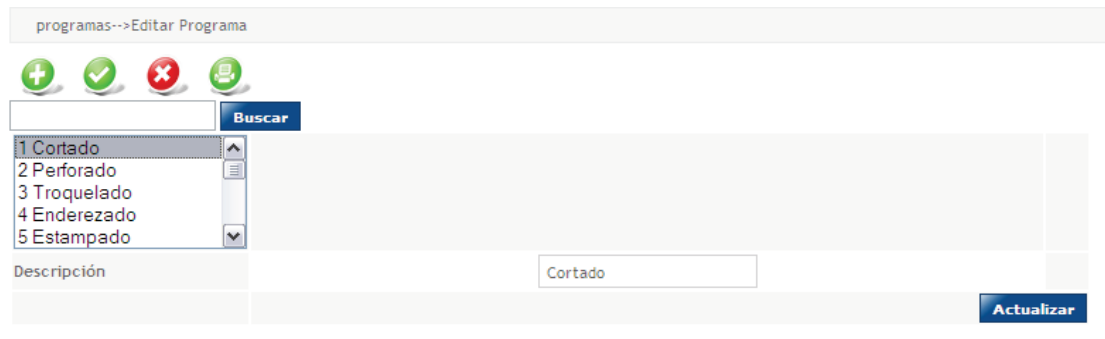 programas-->Editar Programa
Buscar
1 Cortado
2 Perforado
3 Troquelado
4 Enderezado
5 Estampado
Descripción
Cortado
Actualizar